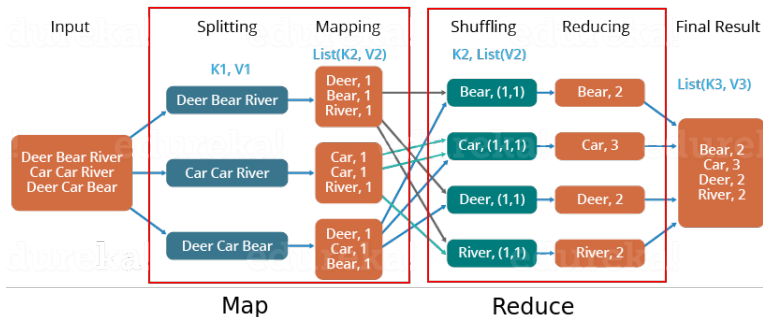 Input
Splitting
Mapping
Shuffling
Reducing
Final Result
K1, V1
List(K2, V2)
K2, List(V2)
List(K3, V3)
Deer Bear River
Car Car River
Deer Car Bear
Deer Bear River
Car Car River
Deer Car Bear
Deer, 1
Bear, 1
River, 1
Car, 1
Car, 1
River, 1
Deer, 1
Car, 1
Bear, 1
Bear, (1,1)
Car, (1,1,1)
Deer, (1,1)
River, (1,1)
Bear, 2
Car, 3
Deer, 2
River, 2
Bear, 2
Car, 3
Deer, 2
River, 2
Map
Reduce